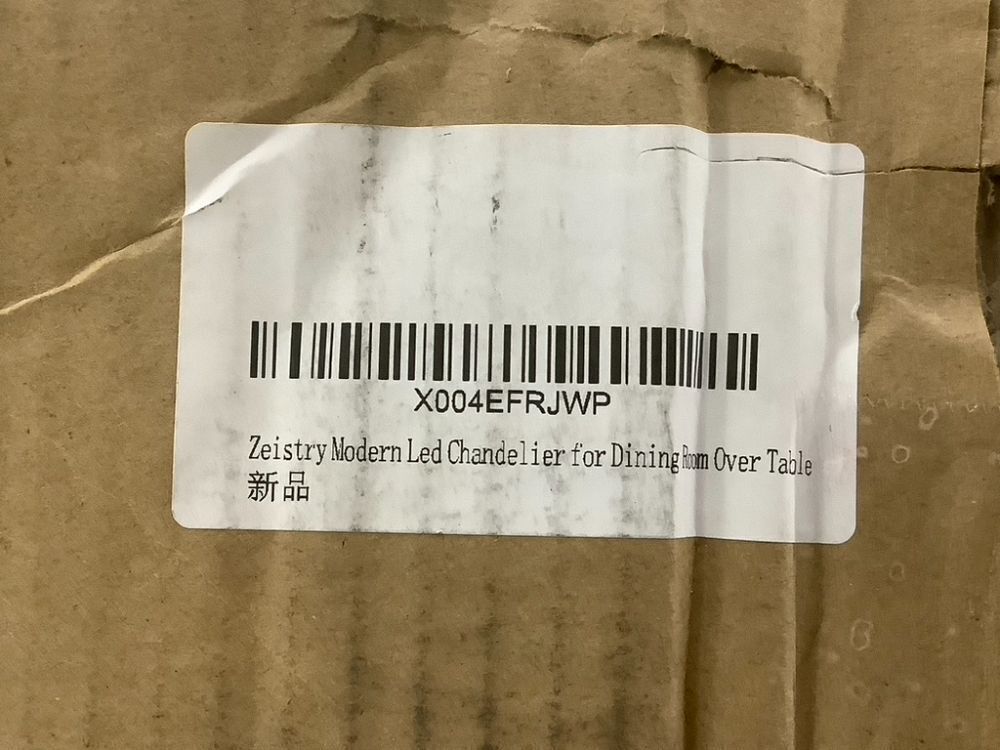 X004EFRJWP
Zeistry Modern Led Chandelier for Dining Room Over Table
新品